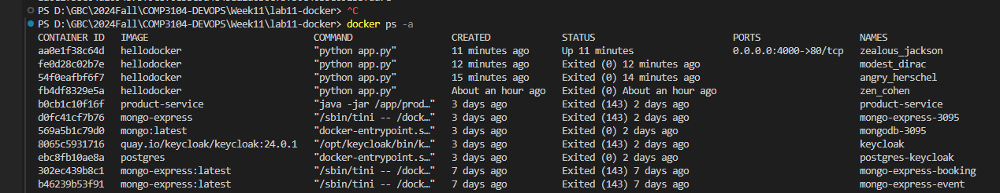 PS D:\GBC\2024Fall\COMP3104-DEVOPS\Week11\lab11-docker> ^C
PS D:\GBC\2024Fall\COMP3104-DEVOPS\Week11\lab11-docker> docker ps -a
CONTAINER ID IMAGE COMMAND CREATED STATUS PORTS NAMES
aa0e1f38c64d hellodocker "python app.py" 11 minutes ago Up 11 minutes 0.0.0.0:4000->80/tcp zealous_jackson
fe0d28c02b7e hellodocker "python app.py" 12 minutes ago Exited (0) 12 minutes ago modest_dirac
54f0eafbf6f7 hellodocker "python app.py" 15 minutes ago Exited (0) 14 minutes ago angry_herschel
fb4df8329e5a hellodocker "python app.py" About an hour ago Exited (0) About an hour ago zen_cohen
b0cb1c10f16f product-service "java -jar /app/prod…" 3 days ago Exited (143) 2 days ago product-service
d0fc41cf7b76 mongo-express "/sbin/tini -- /dock…" 3 days ago Exited (143) 2 days ago mongo-express-3095
569a5b1c79d0 mongo:latest "docker-entrypoint.s…" 3 days ago Exited (0) 2 days ago mongodb-3095
8065c5931716 quay.io/keycloak/keycloak:24.0.1 "/opt/keycloak/bin/k…" 3 days ago Exited (143) 2 days ago keycloak
ebc8fb10ae8a postgres "docker-entrypoint.s…" 3 days ago Exited (0) 2 days ago postgres-keycloak
302ec439b8c1 mongo-express:latest "/sbin/tini -- /dock…" 7 days ago Exited (143) 7 days ago mongo-express-booking
b46239b53f91 mongo-express:latest "/sbin/tini -- /dock…" 7 days ago Exited (143) 7 days ago mongo-express-event